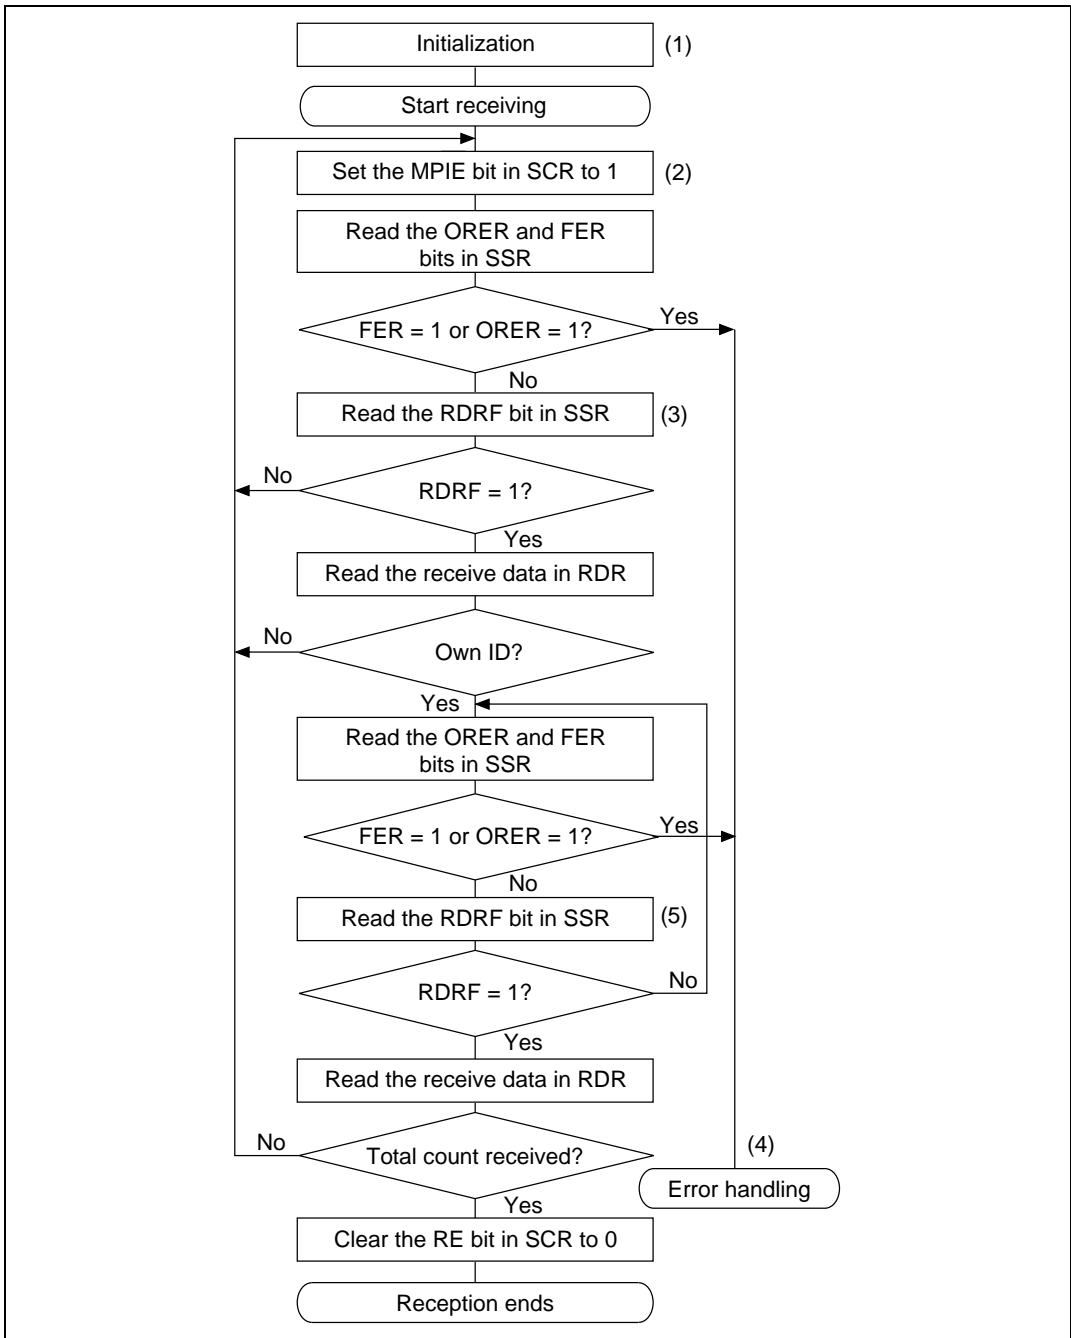 Initialization
(1)
Start receiving
Set the MPIE bit in SCR to 1
(2)
Read the ORER and FER
bits in SSR
FER = 1 or ORER = 1?
Yes
No
Read the RDRF bit in SSR
(3)
No
RDRF = 1?
Yes
Read the receive data in RDR
No
Own ID?
Yes
Read the ORER and FER
bits in SSR
FER = 1 or ORER = 1?
Yes
No
Read the RDRF bit in SSR
(5)
RDRF = 1?
No
Yes
Read the receive data in RDR
No
Total count received?
(4)
Error handling
Yes
Clear the RE bit in SCR to 0
Reception ends